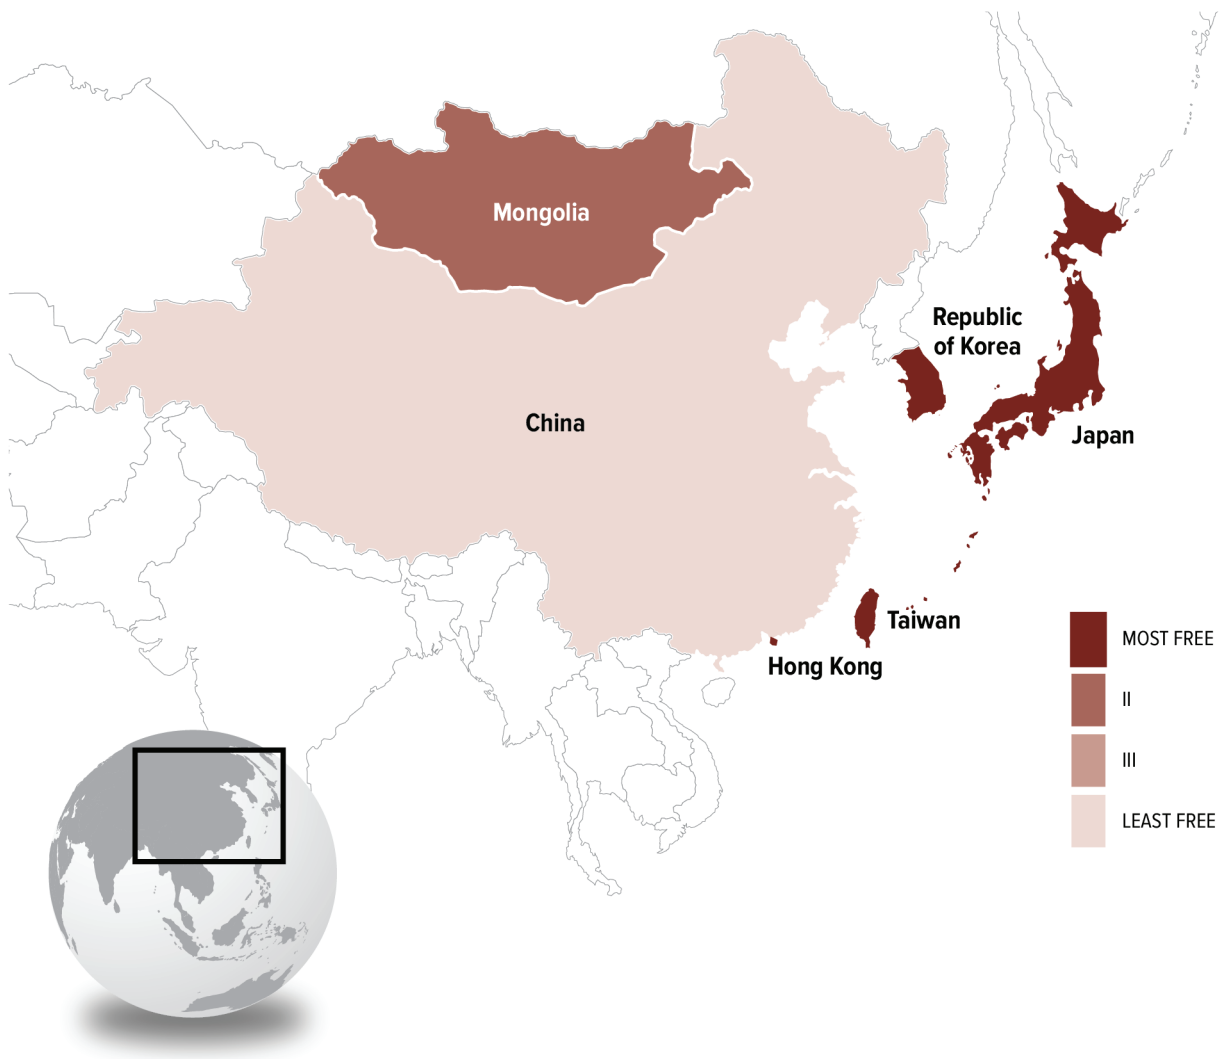 Mongolia
Republic
of Korea
China
Japan
Taiwan
Hong Kong
MOST FREE
II
III
LEAST FREE